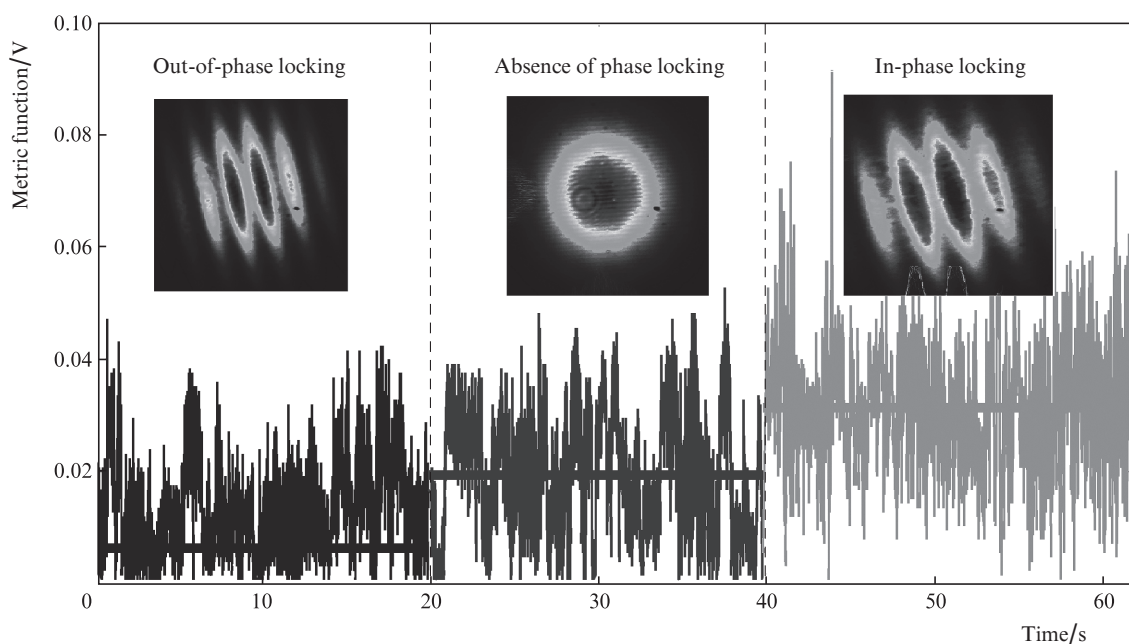 0.10
Metric function/V
Out-of-phase locking
Absence of phase locking
In-phase locking
0.08
0.06
0.04
0.02
0
10
20
30
40
50
60
Time/s